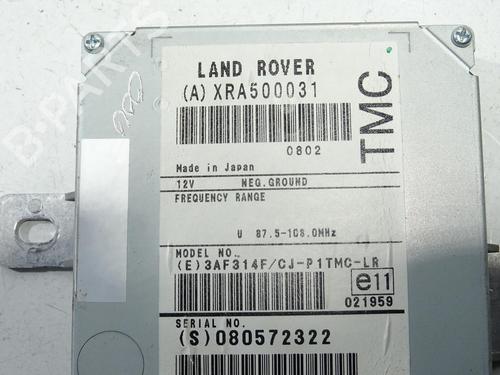 LAND ROVER
(A) XRA500031
TMC
0802
Made in Japan
12V NEG.GROUND
FREQUENCY RANGE
U 87.5-108.0MHz
MODEL NO.
(E)3AF314F/CJ-P1TMC-LR
e11
021959
SERIAL NO.
(S)080572322
B-PARTS